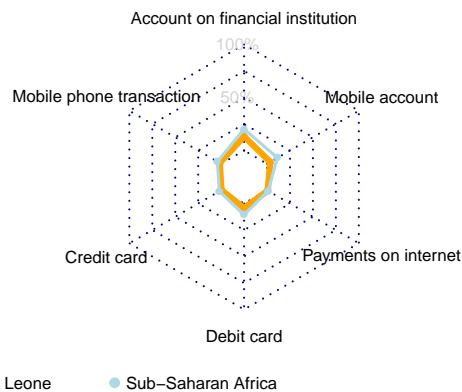 Account on financial institution
100%
Mobile phone transaction
50%
Mobile account
Credit card
Payments on internet
Debit card
Leone
Sub−Saharan Africa